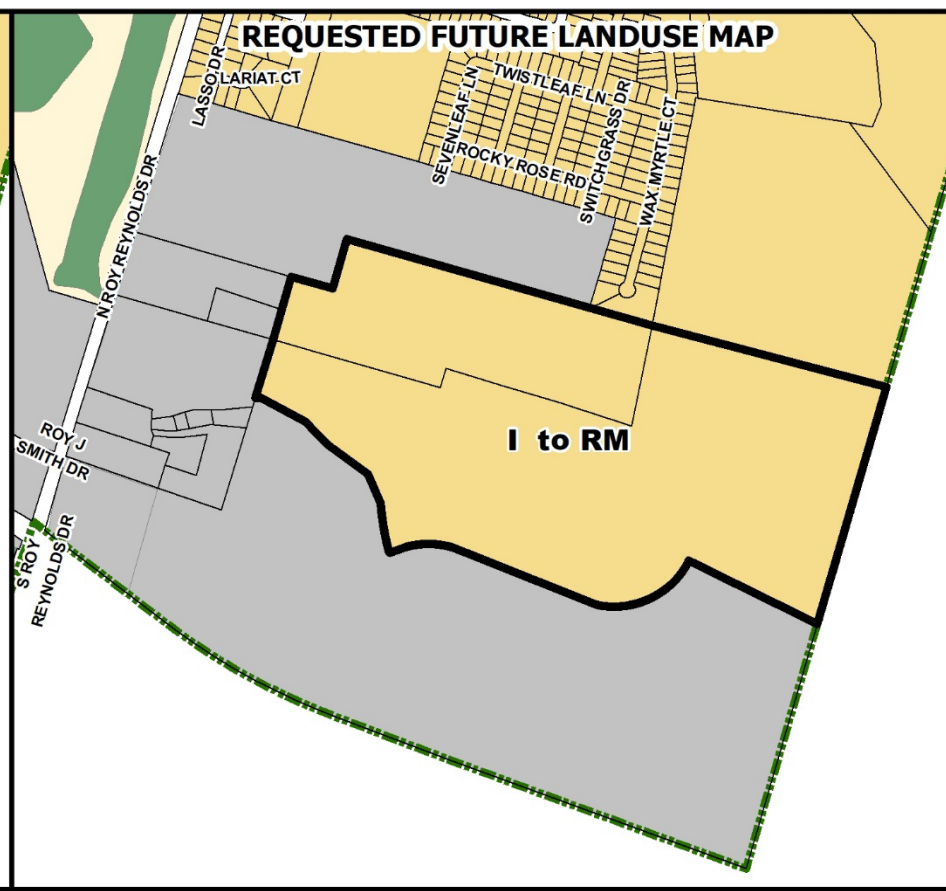 REQUESTED FUTURE LANDUSE MAP
LASSO DR
LARIAT CT
SEVENLEAF LN
TWISTLEAF LN
ROCKY ROSE RD
SWITCHGRASS DR
WAX MYRTLE CT
N ROY REYNOLDS DR
I to RM
ROY J
SMITH DR
S ROY
REYNOLDS DR